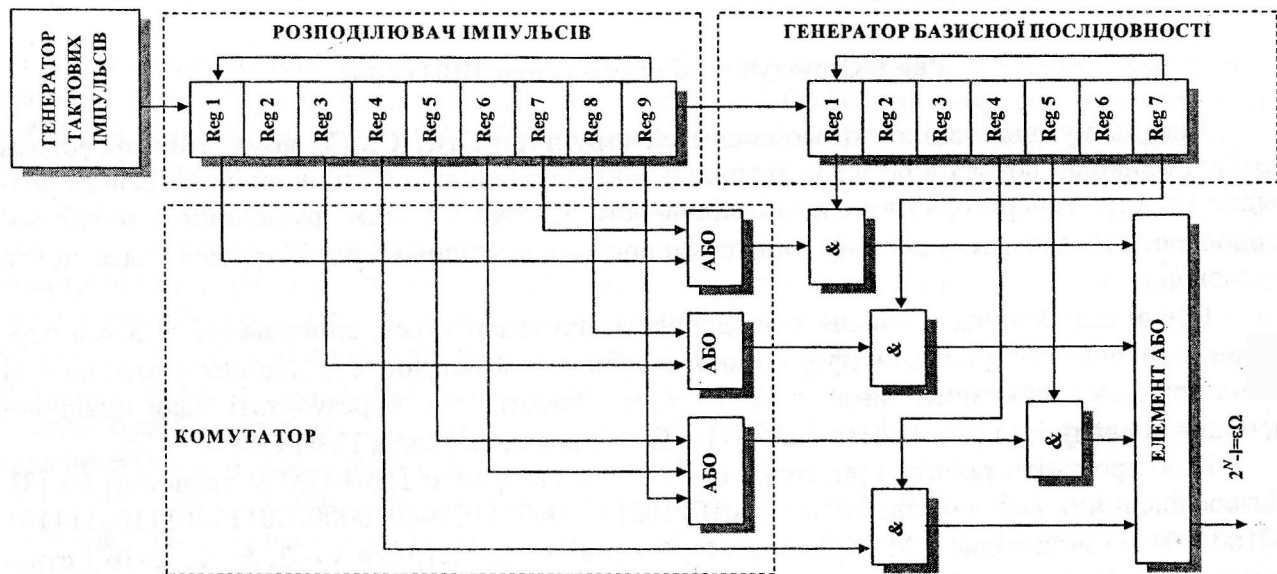 ГЕНЕРАТОР
ТАКТОВИХ
ІМПУЛЬСІВ
РОЗПОДІЛЮВАЧ ІМПУЛЬСІВ
Reg 1
Reg 2
Reg 3
Reg 4
Reg 5
Reg 6
Reg 7
Reg 8
Reg 9
ГЕНЕРАТОР БАЗИСНОЇ ПОСЛІДОВНОСТІ
Reg 1
Reg 2
Reg 3
Reg 4
Reg 5
Reg 6
Reg 7
АБО
&
АБО
&
КОМУТАТОР
АБО
&
&
ЕЛЕМЕНТ АБО
2^N-1=εΩ